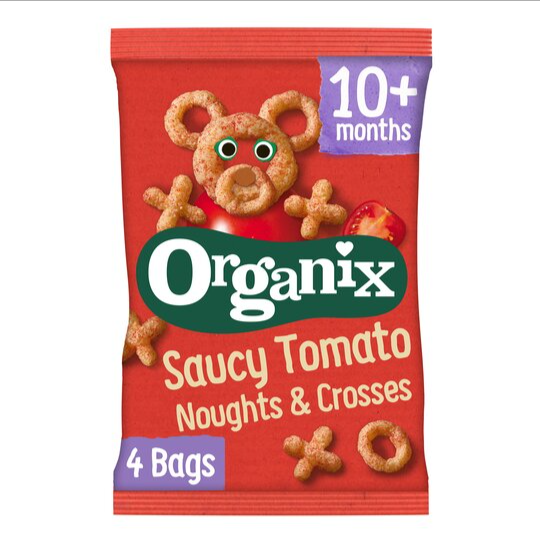 10+
months
Organix
Saucy Tomato
Noughts & Crosses
4 Bags